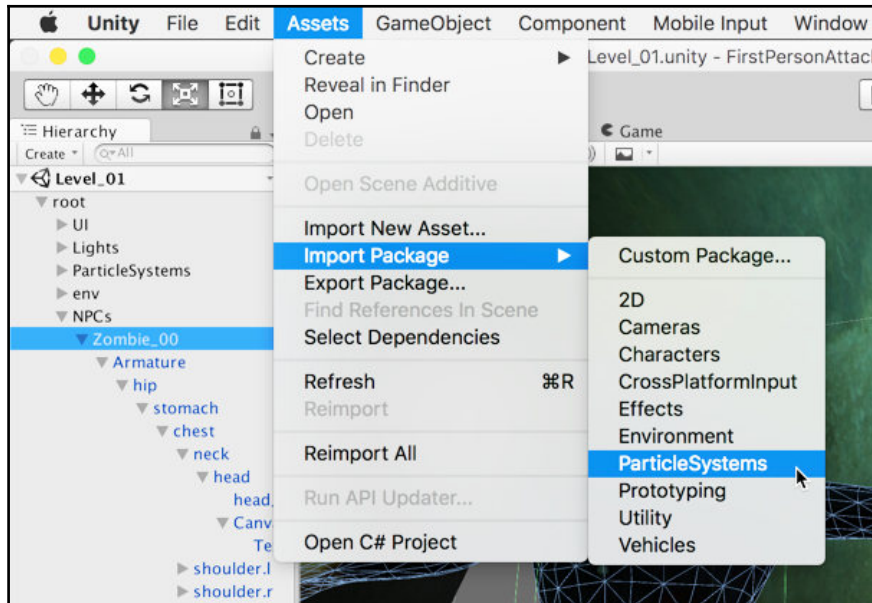 Unity File Edit Assets GameObject Component Mobile Input Window
Level_01.unity - FirstPersonAttac
Hierarchy
Create All
Level_01
root
UI
Lights
ParticleSystems
env
NPCs
Zombie_00
Armature
hip
stomach
chest
neck
head
head
Canv
Te
shoulder.l
shoulder.r
Create
Reveal in Finder
Open
Delete
Open Scene Additive
Import New Asset...
Import Package
Export Package...
Find References In Scene
Select Dependencies
Refresh ⌘R
Reimport
Reimport All
Run API Updater...
Open C# Project
Game
Custom Package...
2D
Cameras
Characters
CrossPlatformInput
Effects
Environment
ParticleSystems
Prototyping
Utility
Vehicles